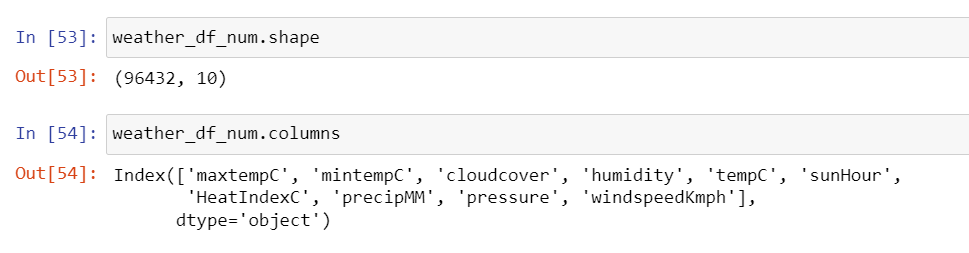 In [53]: weather_df_num.shape
Out[53]: (96432, 10)
In [54]: weather_df_num.columns
Out[54]: Index(['maxtempC', 'mintempC', 'cloudcover', 'humidity', 'tempC', 'sunHour',
'HeatIndexC', 'precipMM', 'pressure', 'windspeedKmph'],
dtype='object')